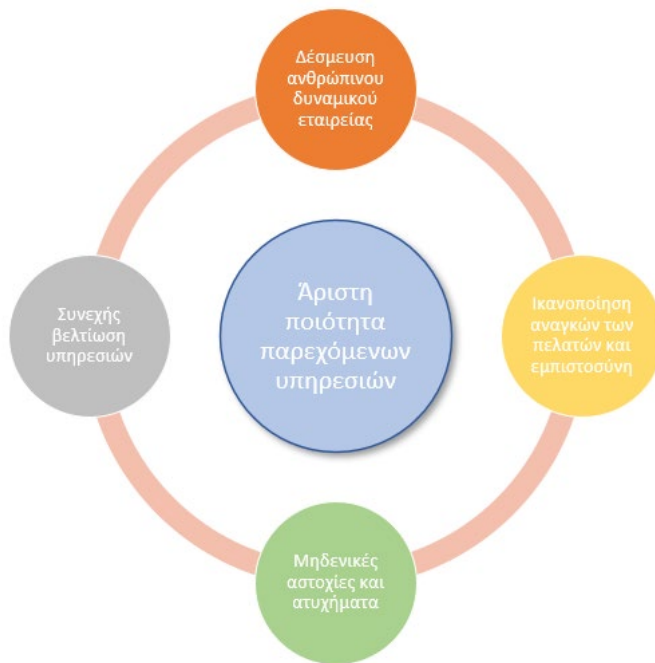 Δέσμευση
ανθρώπινου
δυναμικού
εταιρείας
Άριστη
ποιότητα
παρεχόμενων
υπηρεσιών
Ικανοποίηση
αναγκών των
πελατών και
εμπιστοσύνη
Μηδενικές
αστοχίες και
ατυχήματα
Συνεχής
βελτίωση
υπηρεσιών